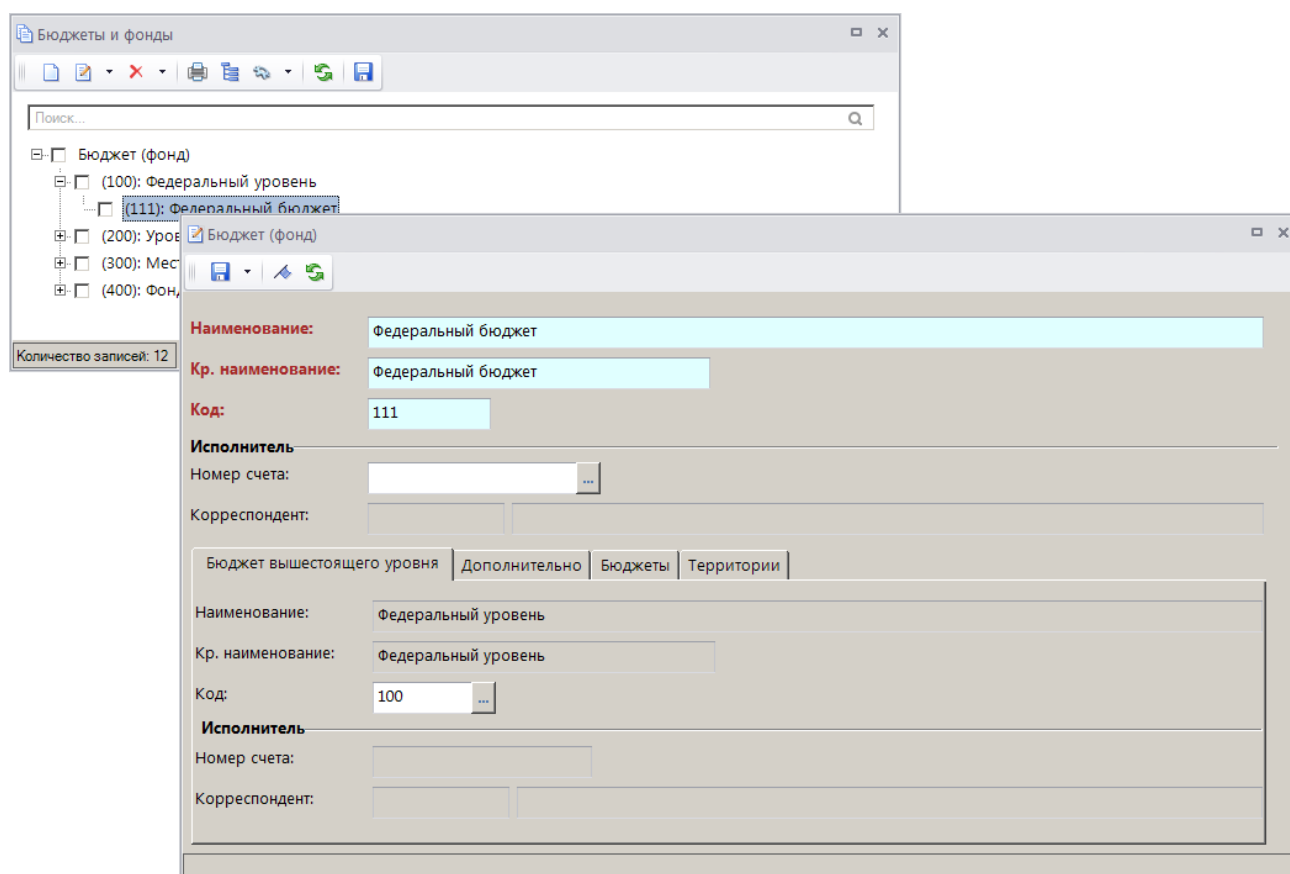 Бюджеты и фонды
Поиск...
Бюджет (фонд)
(100): Федеральный уровень
(111): Федеральный бюджет
(200): Уров
(300): Мес
(400): Фон
Количество записей: 12
Бюджет (фонд)
Наименование: Федеральный бюджет
Кр. наименование: Федеральный бюджет
Код: 111
Исполнитель
Номер счета: ...
Корреспондент:
Бюджет вышестоящего уровня Дополнительно Бюджеты Территории
Наименование: Федеральный уровень
Кр. наименование: Федеральный уровень
Код: 100 ...
Исполнитель
Номер счета:
Корреспондент: